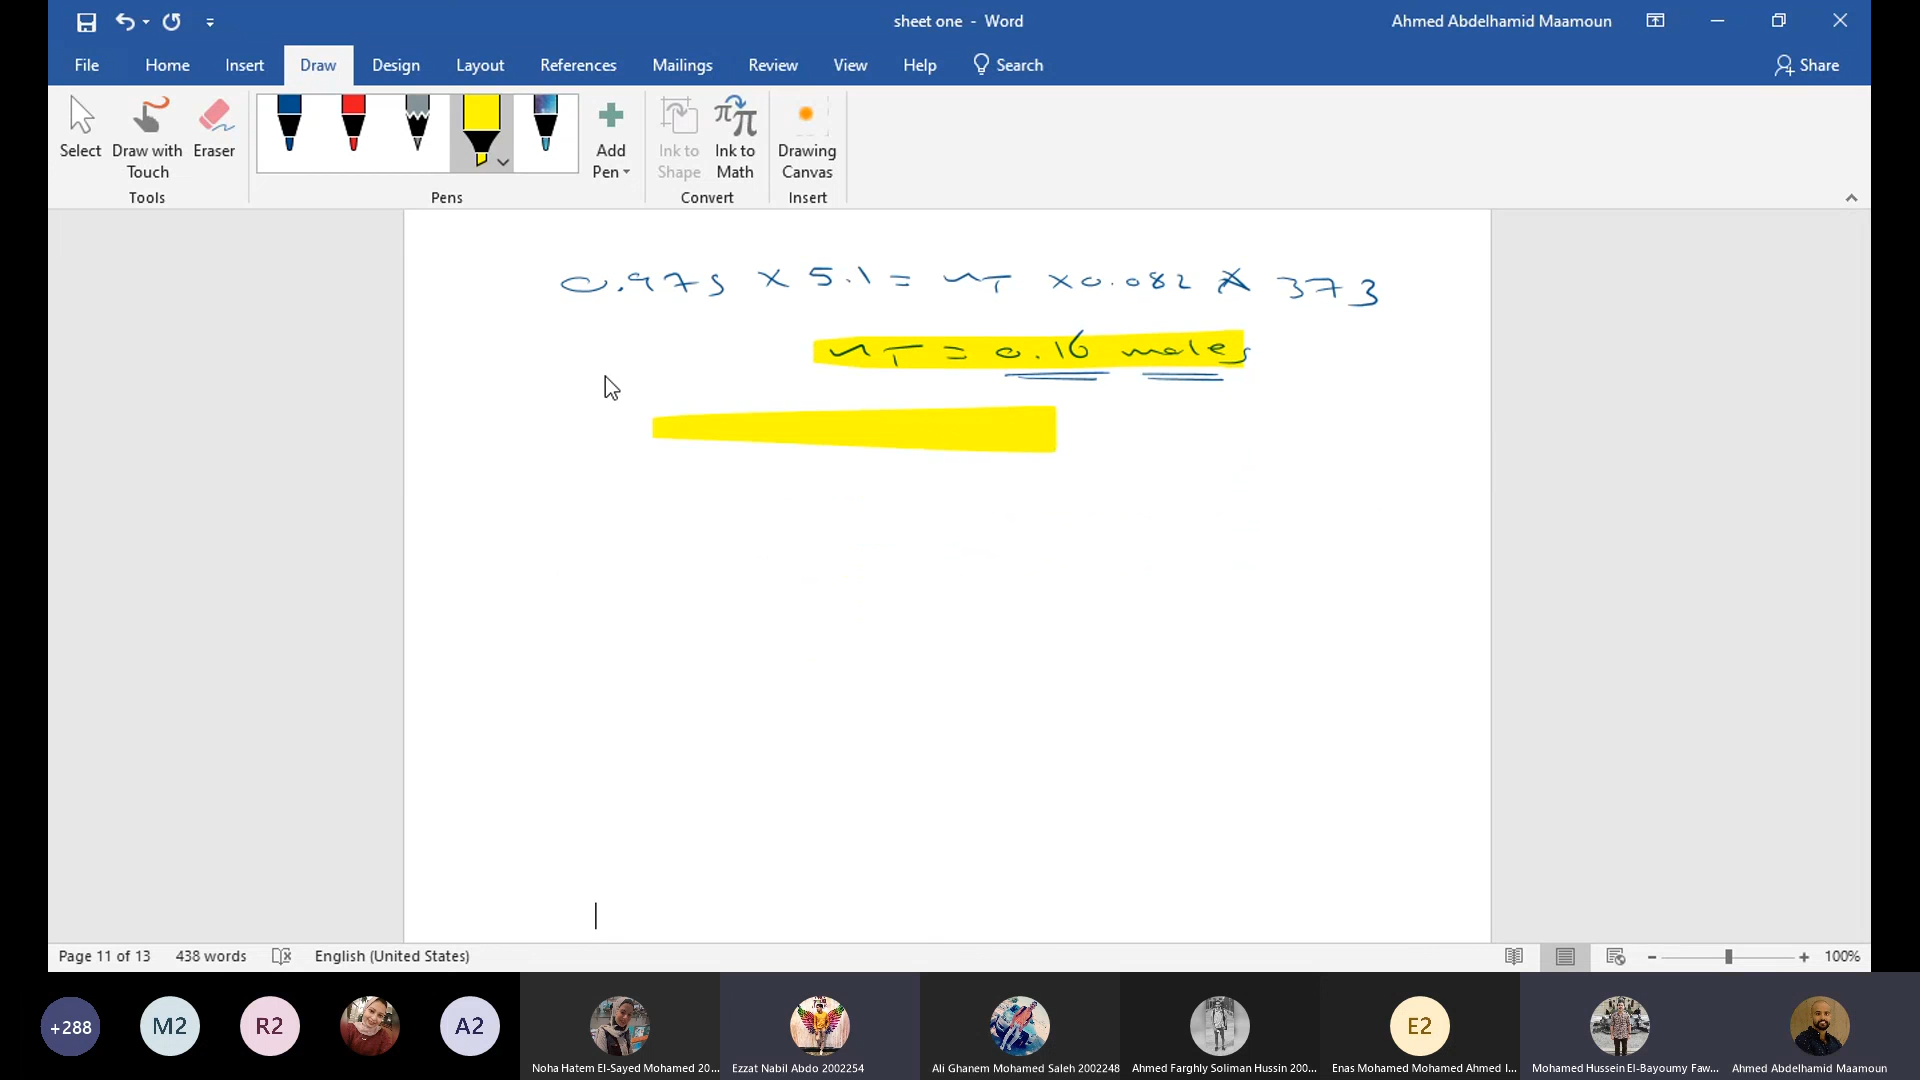 sheet one - Word
Ahmed Abdelhamid Maamoun
File Home Insert Draw Design Layout References Mailings Review View Help Search Share
Select Draw with Touch Eraser Add Pen Ink to Shape Ink to Math Drawing Canvas
Tools Pens Convert Insert
0.975 × 5.1 = nT × 0.082 × 373
nT = 0.16 moles
Page 11 of 13 438 words English (United States) 100%
+288 M2 R2 A2 E2
Noha Hatem El-Sayed Mohamed 20... Ezzat Nabil Abdo 2002254 Ali Ghanem Mohamed Saleh 2002248 Ahmed Farghly Soliman Hussin 200... Enas Mohamed Mohamed Ahmed I... Mohamed Hussein El-Bayoumy Faw... Ahmed Abdelhamid Maamoun